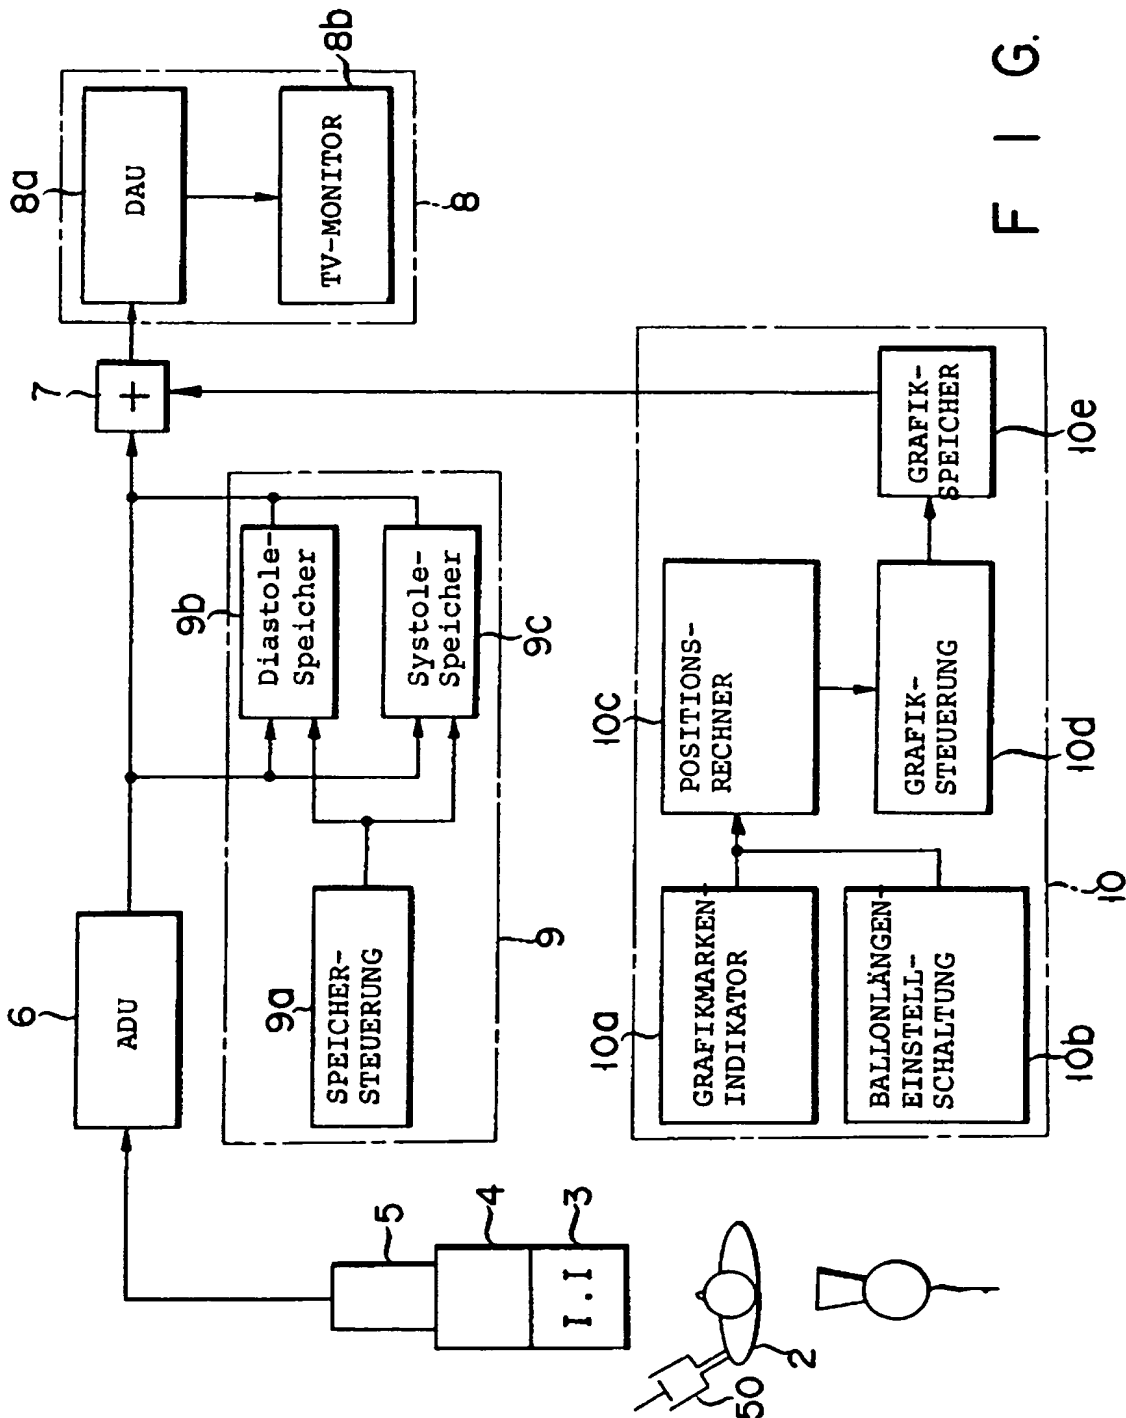 6
ADU
7
+
8a
DAU
8b
TV-MONITOR
8
5
4
3
I.I
2
50
9a
SPEICHER-
STEUERUNG
9b
Diastole-
Speicher
Systole-
Speicher
9c
9
10a
GRAFIKMARKEN-
INDIKATOR
BALLONLÄNGEN-
EINSTELL-
SCHALTUNG
10b
10c
POSITIONS-
RECHNER
GRAFIK-
STEUERUNG
10d
GRAFIK-
SPEICHER
10e
10
FIG.